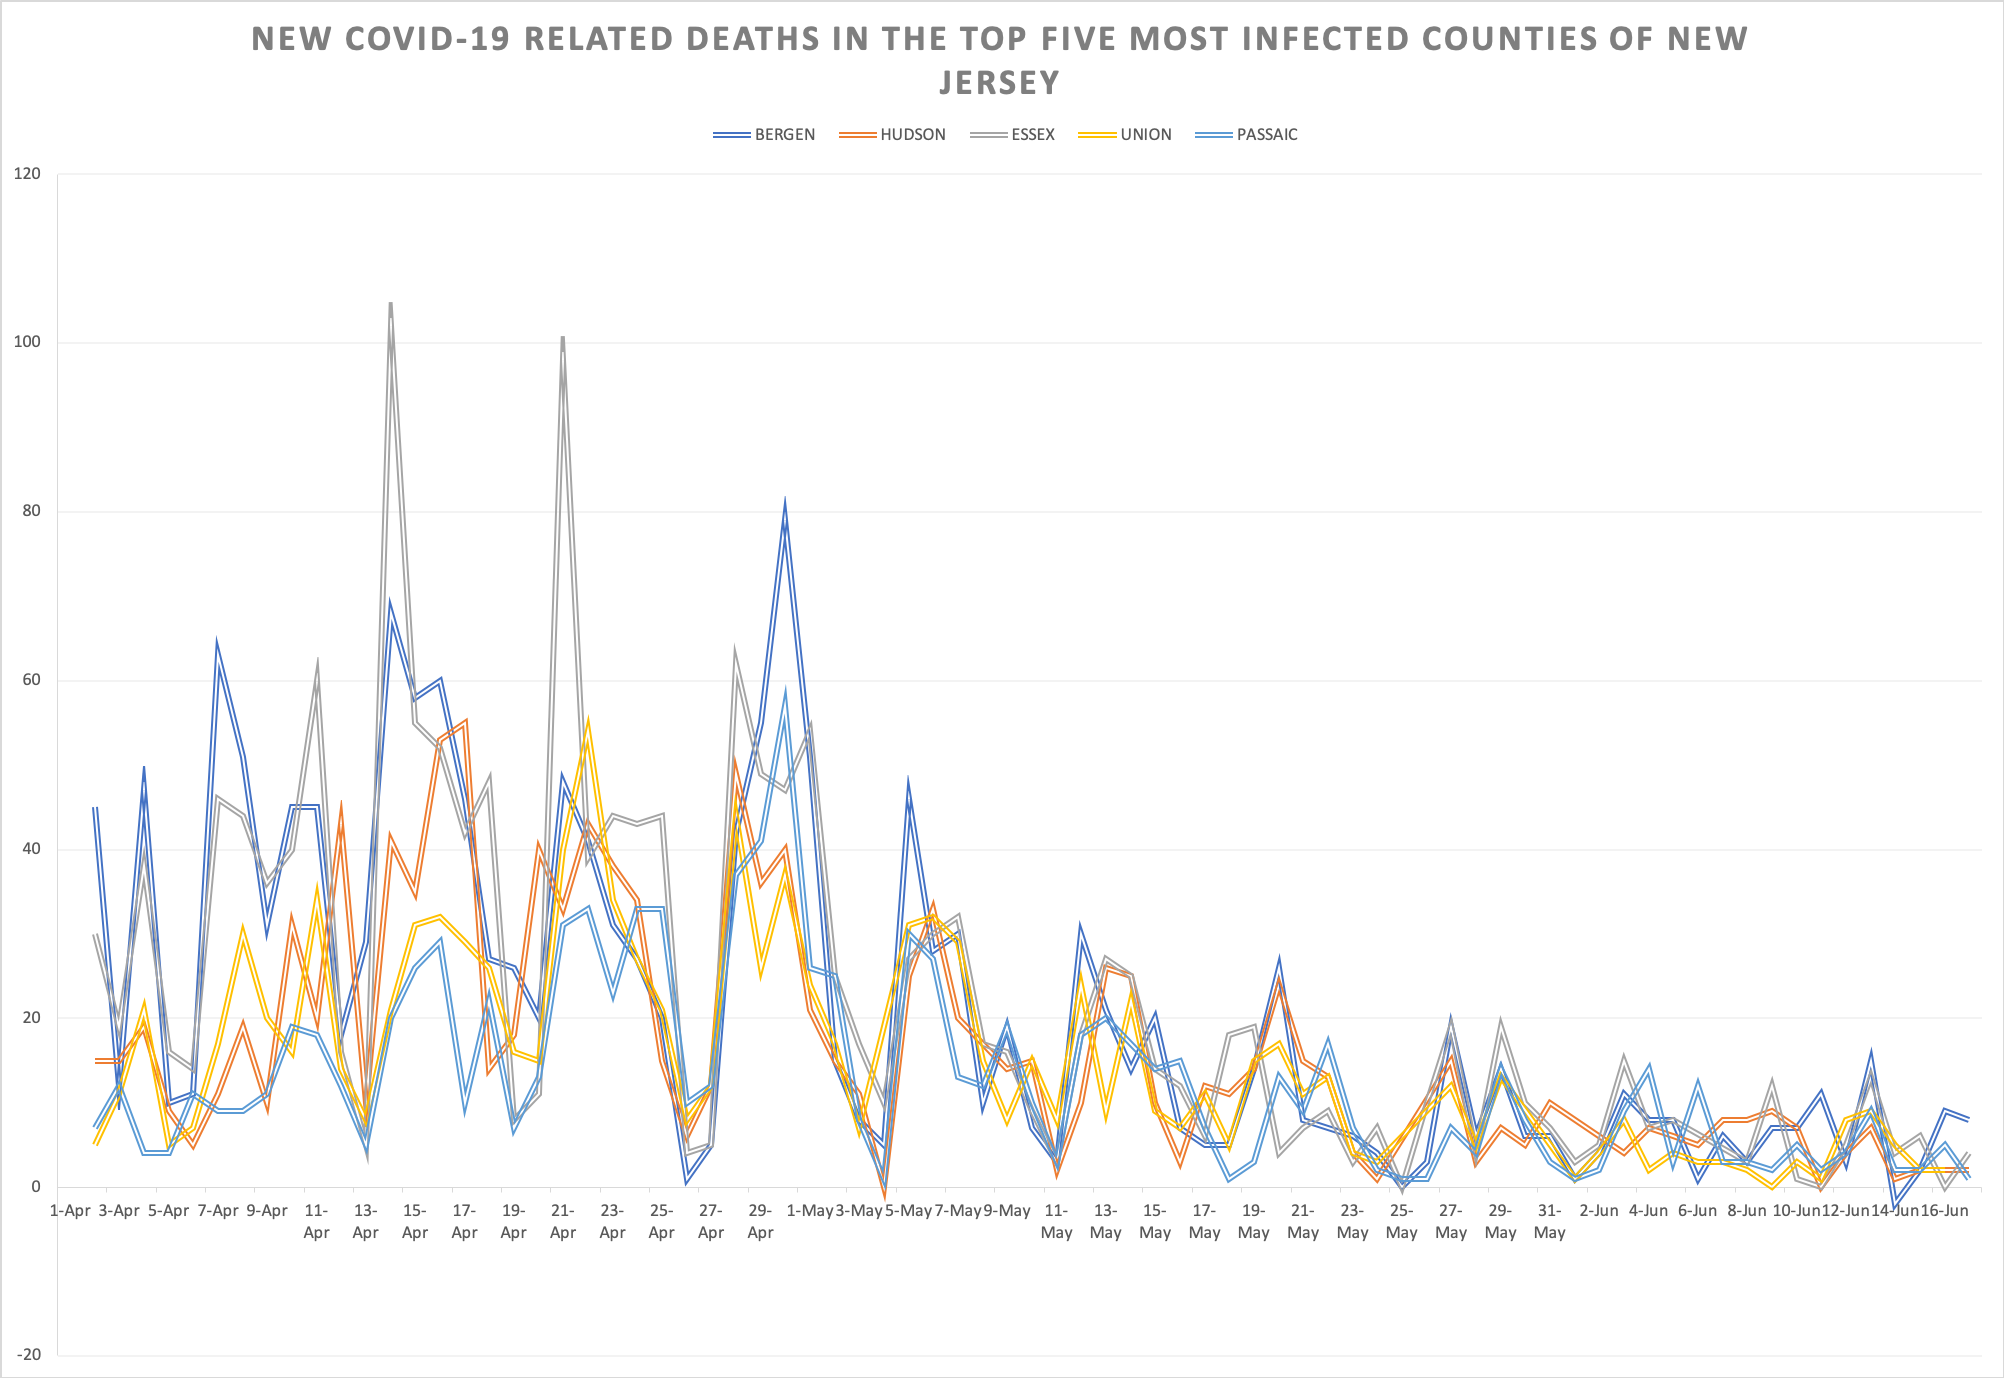 NEW COVID-19 RELATED DEATHS IN THE TOP FIVE MOST INFECTED COUNTIES OF NEW
JERSEY
BERGEN HUDSON ESSEX UNION PASSAIC
120
100
80
60
40
20
0
1-Apr 3-Apr 5-Apr 7-Apr 9-Apr 11- 13- 15- 17- 19- 21- 23- 25- 27- 29- 1-May 3-May 5-May 7-May 9-May 11- 13- 15- 17- 19- 21- 23- 25- 27- 29- 31- 2-Jun 4-Jun 6-Jun 8-Jun 10-Jun 12-Jun 14-Jun 16-Jun
Apr Apr Apr Apr Apr Apr Apr Apr Apr Apr May May May May May May May May May May May
-20